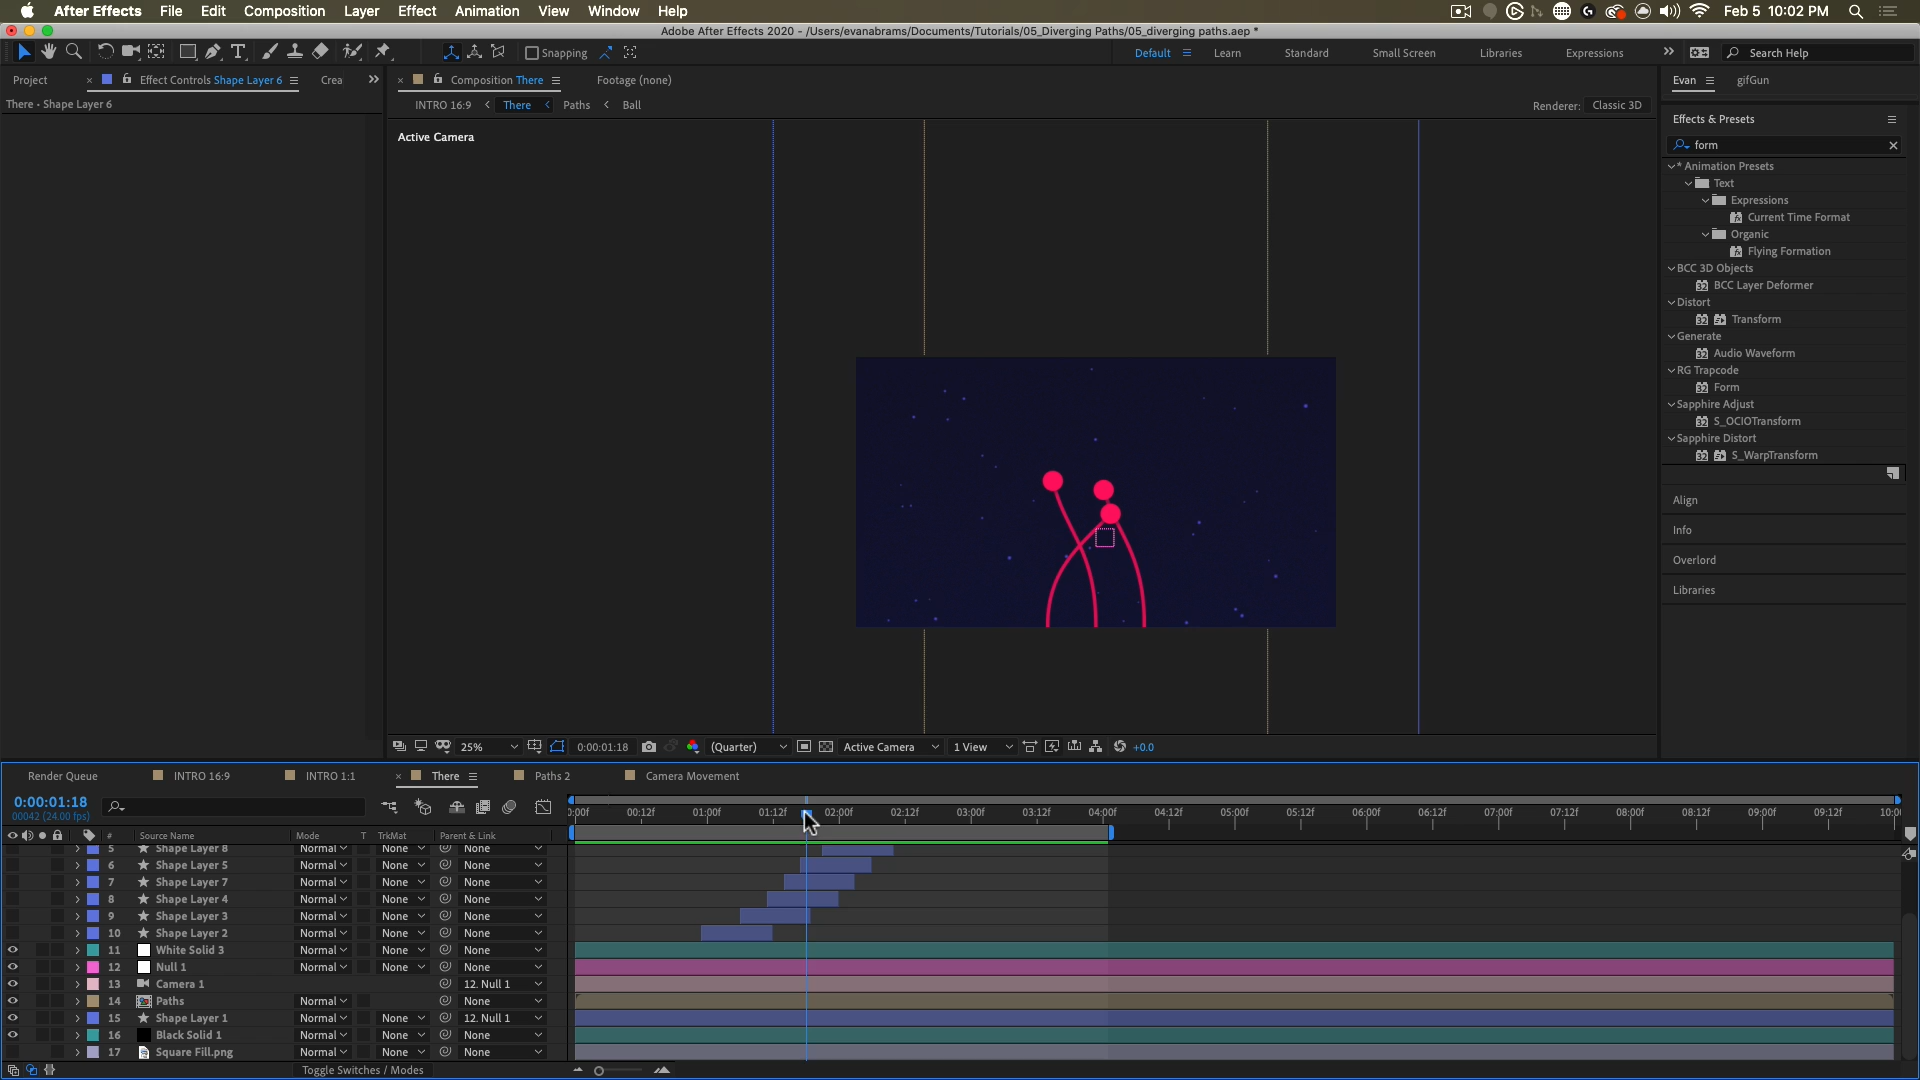 After Effects File Edit Composition Layer Effect Animation View Window Help Feb 5 10:02 PM
Adobe After Effects 2020 - /Users/evanabrams/Documents/Tutorials/05_Diverging Paths/05_diverging paths.aep *
Snapping Default Learn Standard Small Screen Libraries Expressions Search Help
Project Effect Controls Shape Layer 6 Crea Composition There Footage (none) Evan gifGun
There • Shape Layer 6 INTRO 16:9 There Paths Ball Renderer: Classic 3D
Effects & Presets
Active Camera
form
* Animation Presets
Text
Expressions
Current Time Format
Organic
Flying Formation
BCC 3D Objects
BCC Layer Deformer
Distort
Transform
Generate
Audio Waveform
RG Trapcode
Form
Sapphire Adjust
S_OCIOTransform
Sapphire Distort
S_WarpTransform
Align
Info
Overlord
Libraries
25% 0:00:01:18 (Quarter) Active Camera 1 View +0.0
Render Queue INTRO 16:9 INTRO 1:1 There Paths 2 Camera Movement
0:00:01:18
00042 (24.00 fps)
0:00f 00:12f 01:00f 01:12f 02:00f 02:12f 03:00f 03:12f 04:00f 04:12f 05:00f 05:12f 06:00f 06:12f 07:00f 07:12f 08:00f 08:12f 09:00f 09:12f 10:0
# Source Name Mode T TrkMat Parent & Link
5 Shape Layer 8 Normal None None
6 Shape Layer 5 Normal None None
7 Shape Layer 7 Normal None None
8 Shape Layer 4 Normal None None
9 Shape Layer 3 Normal None None
10 Shape Layer 2 Normal None None
11 White Solid 3 Normal None None
12 Null 1 Normal None None
13 Camera 1 12. Null 1
14 Paths Normal None
15 Shape Layer 1 Normal None 12. Null 1
16 Black Solid 1 Normal None None
17 Square Fill.png Normal None None
Toggle Switches / Modes